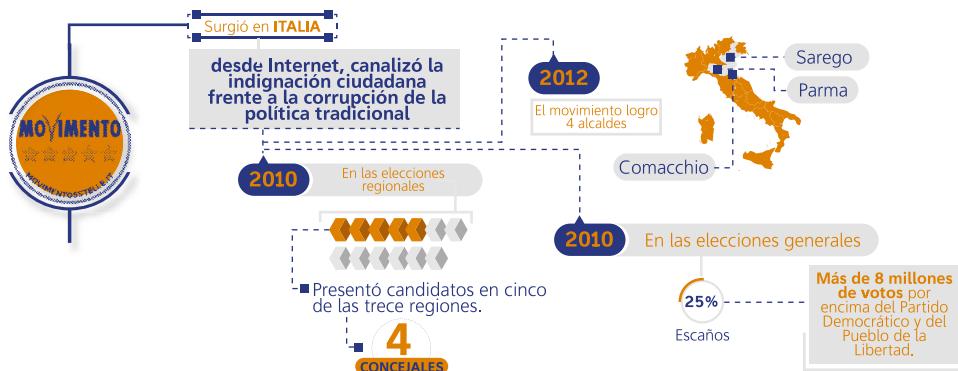 Surgió en ITALIA
desde Internet, canalizó la
indignación ciudadana
frente a la corrupción de la
política tradicional
MOVIMENTO
MOVIMENTO5STELLE.IT
2012
El movimiento logro
4 alcaldes
Sarego
Parma
Comacchio
2010
En las elecciones
regionales
Presentó candidatos en cinco
de las trece regiones.
4
CONCEJALES
2010
En las elecciones generales
25%
Escaños
Más de 8 millones
de votos por
encima del Partido
Democrático y del
Pueblo de la
Libertad.